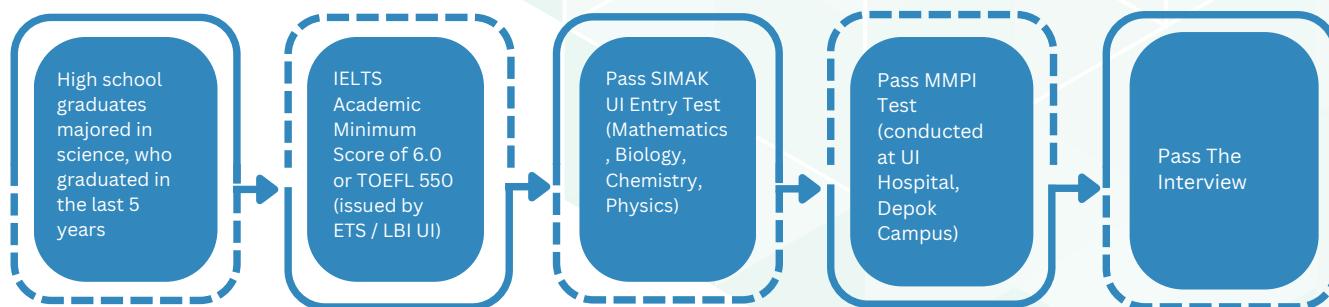 High school
graduates
majored in
science, who
graduated in
the last 5
years
IELTS
Academic
Minimum
Score of 6.0
or TOEFL 550
(issued by
ETS / LBI UI)
Pass SIMAK
UI Entry Test
(Mathematics
, Biology,
Chemistry,
Physics)
Pass MMPI
Test
(conducted
at UI
Hospital,
Depok
Campus)
Pass The
Interview